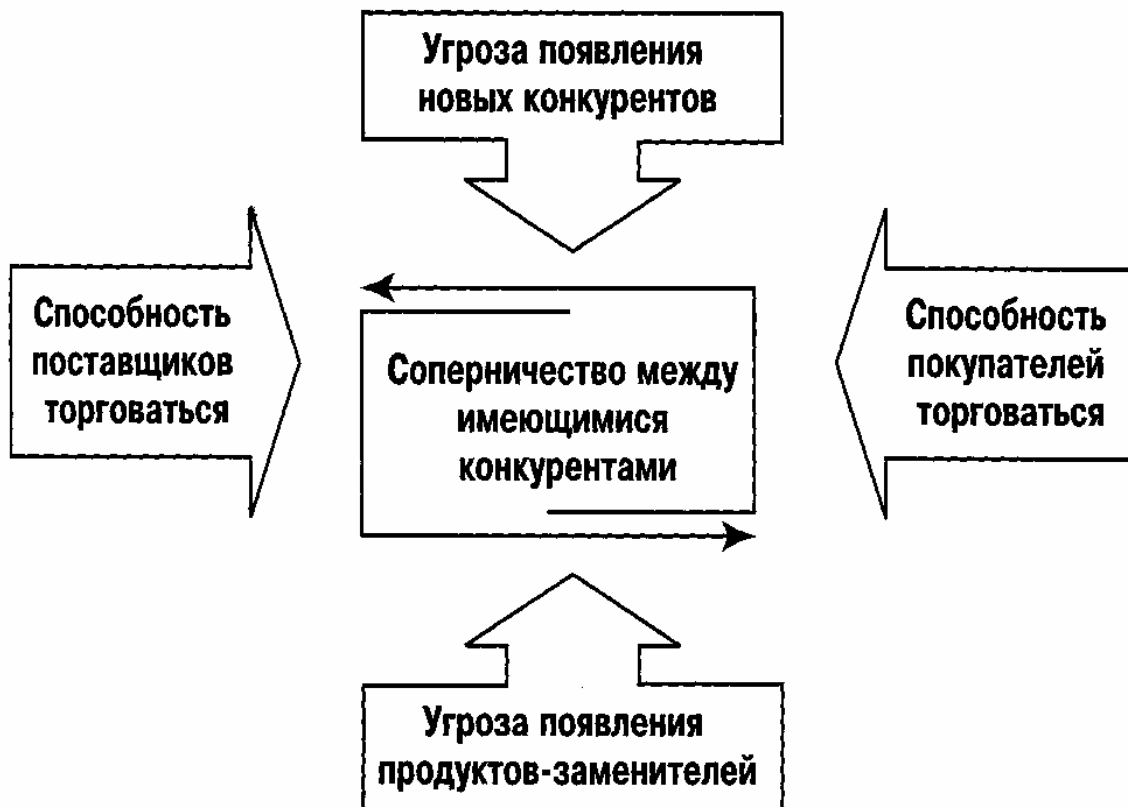 Угроза появления
новых конкурентов
Способность
поставщиков
торговаться
Соперничество между
имеющимися
конкурентами
Способность
покупателей
торговаться
Угроза появления
продуктов-заменителей